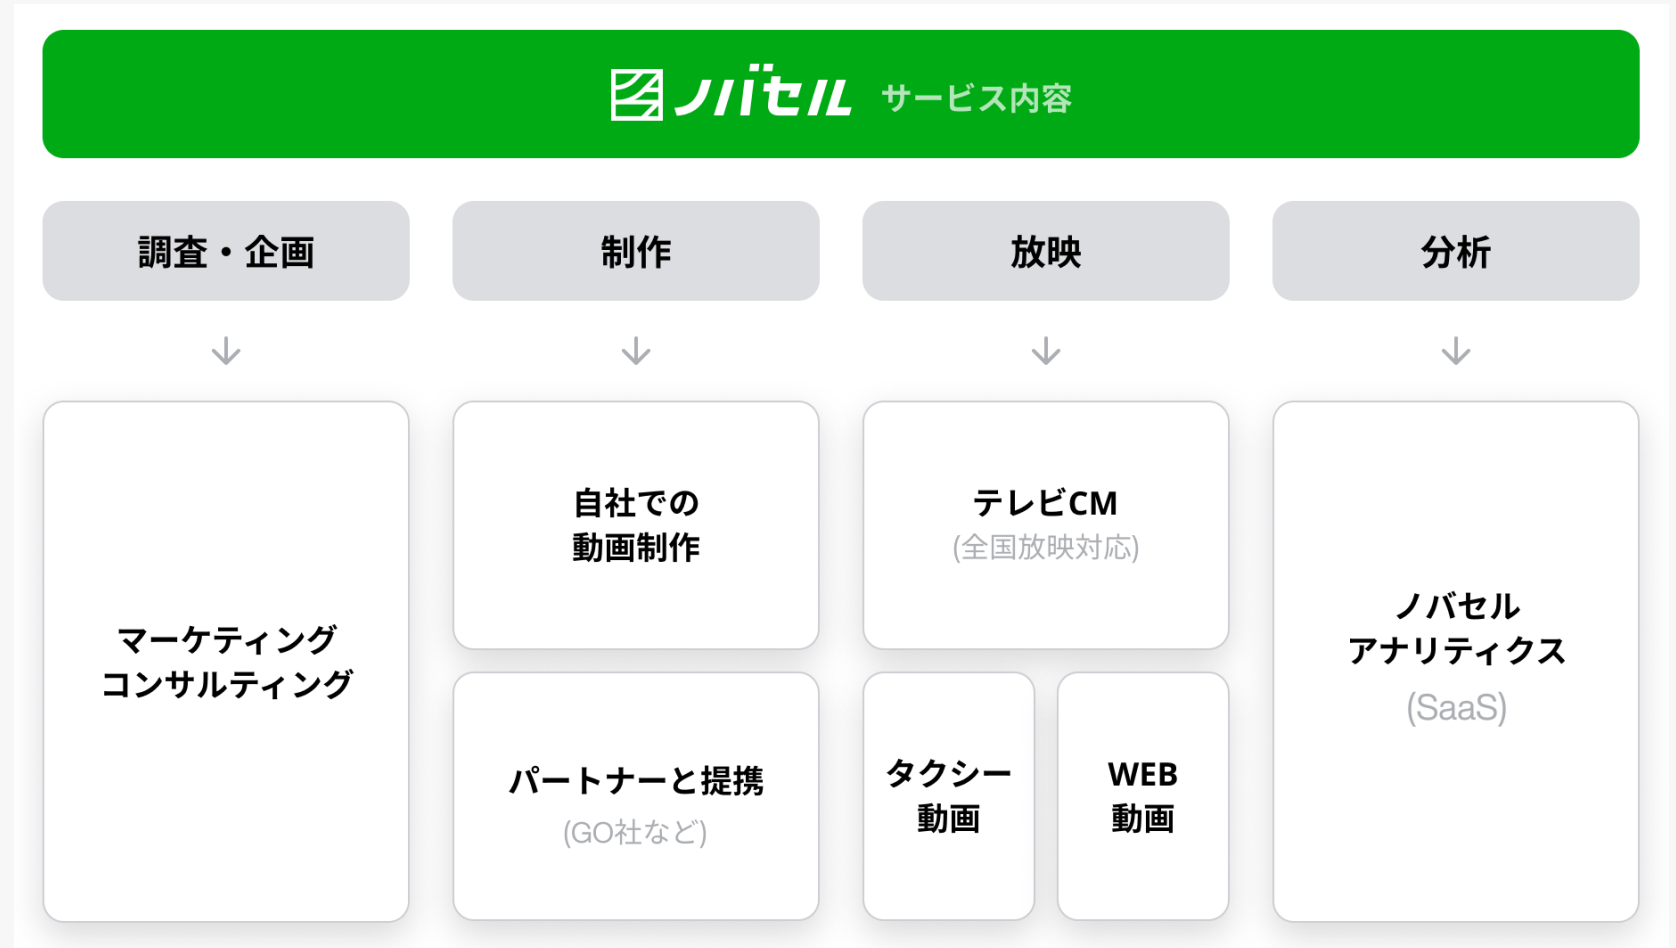 ノバセル サービス内容
調査・企画
制作
放映
分析
マーケティング
コンサルティング
自社での
動画制作
パートナーと提携
(GO社など)
テレビCM
(全国放映対応)
タクシー
動画
WEB
動画
ノバセル
アナリティクス
(SaaS)